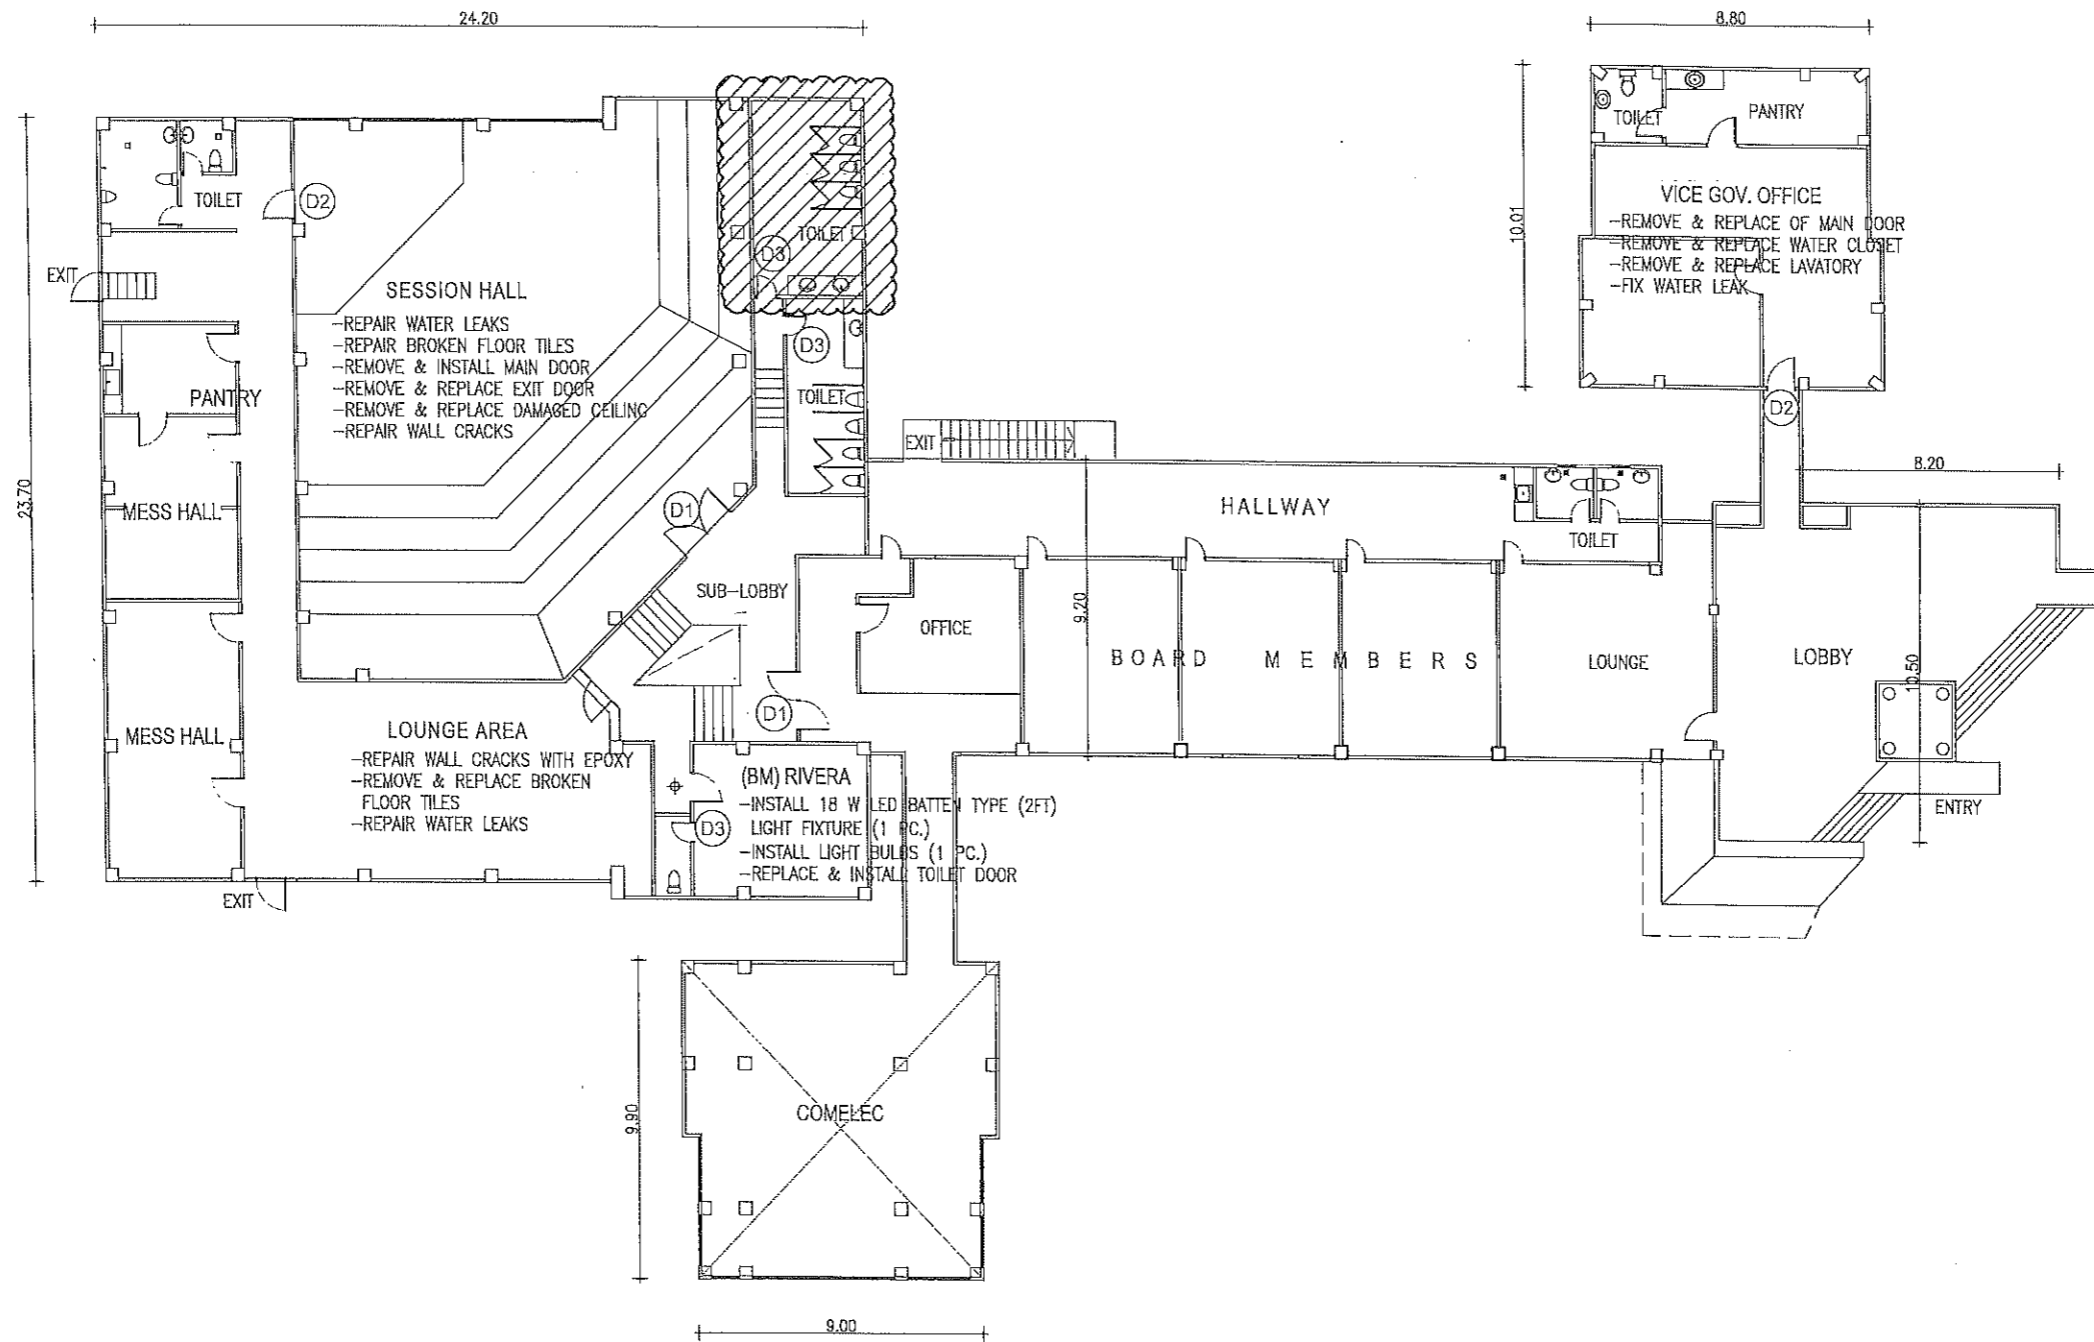 24.20
8.80
10.01
TOILET
PANTRY
VICE GOV. OFFICE
-REMOVE & REPLACE OF MAIN DOOR
-REMOVE & REPLACE WATER CLOSET
-REMOVE & REPLACE LAVATORY
-FIX WATER LEAK
D2
8.20
23.70
TOILET
D2
EXIT
SESSION HALL
-REPAIR WATER LEAKS
-REPAIR BROKEN FLOOR TILES
-REMOVE & INSTALL MAIN DOOR
-REMOVE & REPLACE EXIT DOOR
-REMOVE & REPLACE DAMAGED CEILING
-REPAIR WALL CRACKS
TOILET
D3
D3
TOILET
PANTRY
MESS HALL
D1
EXIT
HALLWAY
TOILET
SUB-LOBBY
OFFICE
9.20
BOARD MEMBERS
LOUNGE
LOBBY
10.50
ENTRY
MESS HALL
LOUNGE AREA
-REPAIR WALL CRACKS WITH EPOXY
-REMOVE & REPLACE BROKEN
FLOOR TILES
-REPAIR WATER LEAKS
D1
EXIT
(BM) RIVERA
-INSTALL 18 W LED BATTEN TYPE (2FT)
LIGHT FIXTURE (1 PC.)
-INSTALL LIGHT BULBS (1 PC.)
-REPLACE & INSTALL TOILET DOOR
D3
9.90
COMELEC
9.00